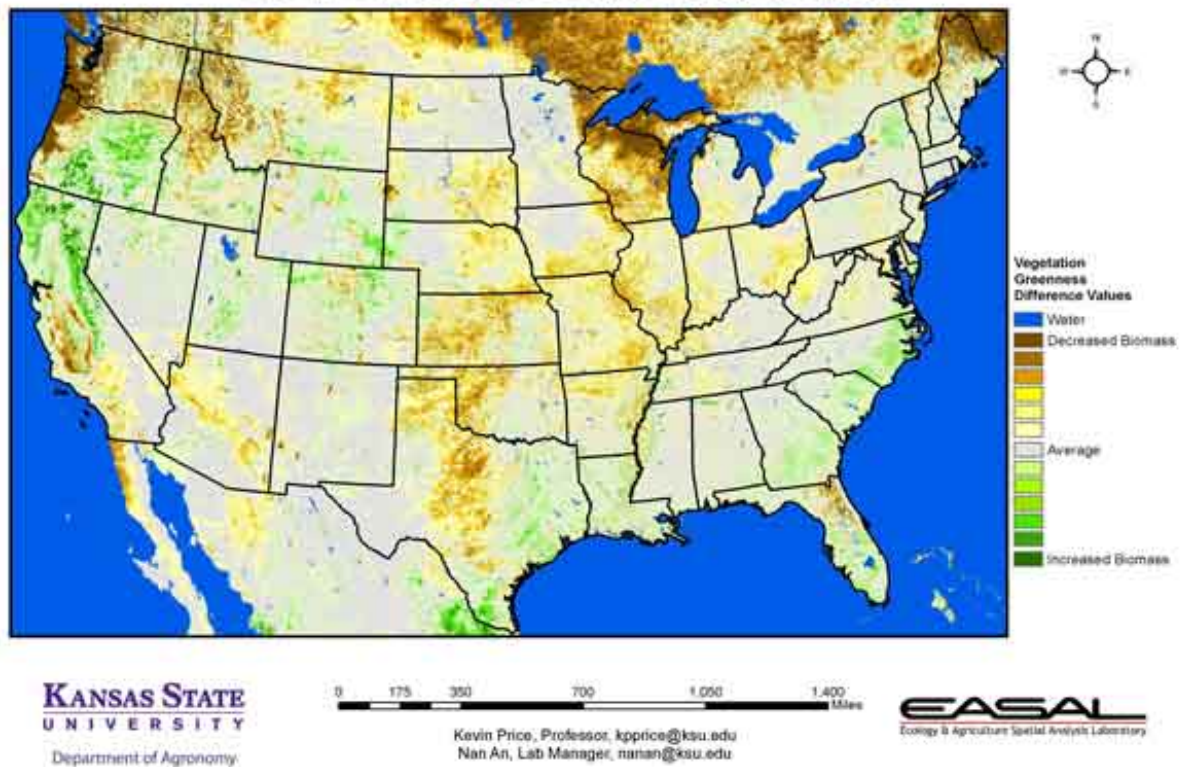 N
W E
S
Vegetation
Greenness
Difference Values
Water
Decreased Biomass
Average
Increased Biomass
KANSAS STATE
UNIVERSITY
Department of Agronomy
0 175 350 700 1,050 1,400
Miles
Kevin Price, Professor, kpprice@ksu.edu
Nan An, Lab Manager, nanan@ksu.edu
EASAL
Ecology & Agriculture Spatial Analysis Laboratory